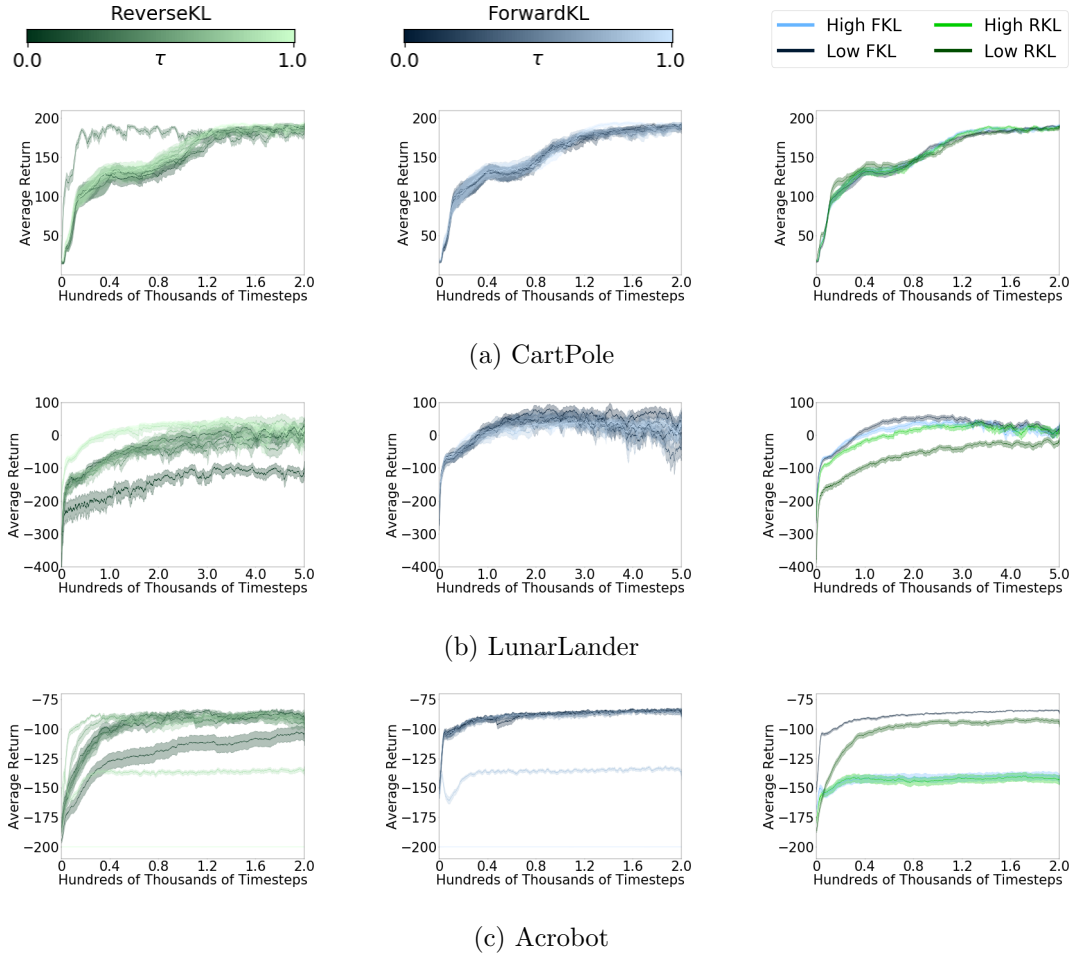 ReverseKL
0.0 τ 1.0
ForwardKL
0.0 τ 1.0
High FKL High RKL
Low FKL Low RKL
Average Return
200
150
100
50
0 0.4 0.8 1.2 1.6 2.0
Hundreds of Thousands of Timesteps
Average Return
200
150
100
50
0 0.4 0.8 1.2 1.6 2.0
Hundreds of Thousands of Timesteps
Average Return
200
150
100
50
0 0.4 0.8 1.2 1.6 2.0
Hundreds of Thousands of Timesteps
(a) CartPole
Average Return
100
0
−100
−200
−300
−400
0 1.0 2.0 3.0 4.0 5.0
Hundreds of Thousands of Timesteps
Average Return
100
0
−100
−200
−300
−400
0 1.0 2.0 3.0 4.0 5.0
Hundreds of Thousands of Timesteps
Average Return
100
0
−100
−200
−300
−400
0 1.0 2.0 3.0 4.0 5.0
Hundreds of Thousands of Timesteps
(b) LunarLander
Average Return
−75
−100
−125
−150
−175
−200
0 0.4 0.8 1.2 1.6 2.0
Hundreds of Thousands of Timesteps
Average Return
−75
−100
−125
−150
−175
−200
0 0.4 0.8 1.2 1.6 2.0
Hundreds of Thousands of Timesteps
Average Return
−75
−100
−125
−150
−175
−200
0 0.4 0.8 1.2 1.6 2.0
Hundreds of Thousands of Timesteps
(c) Acrobot